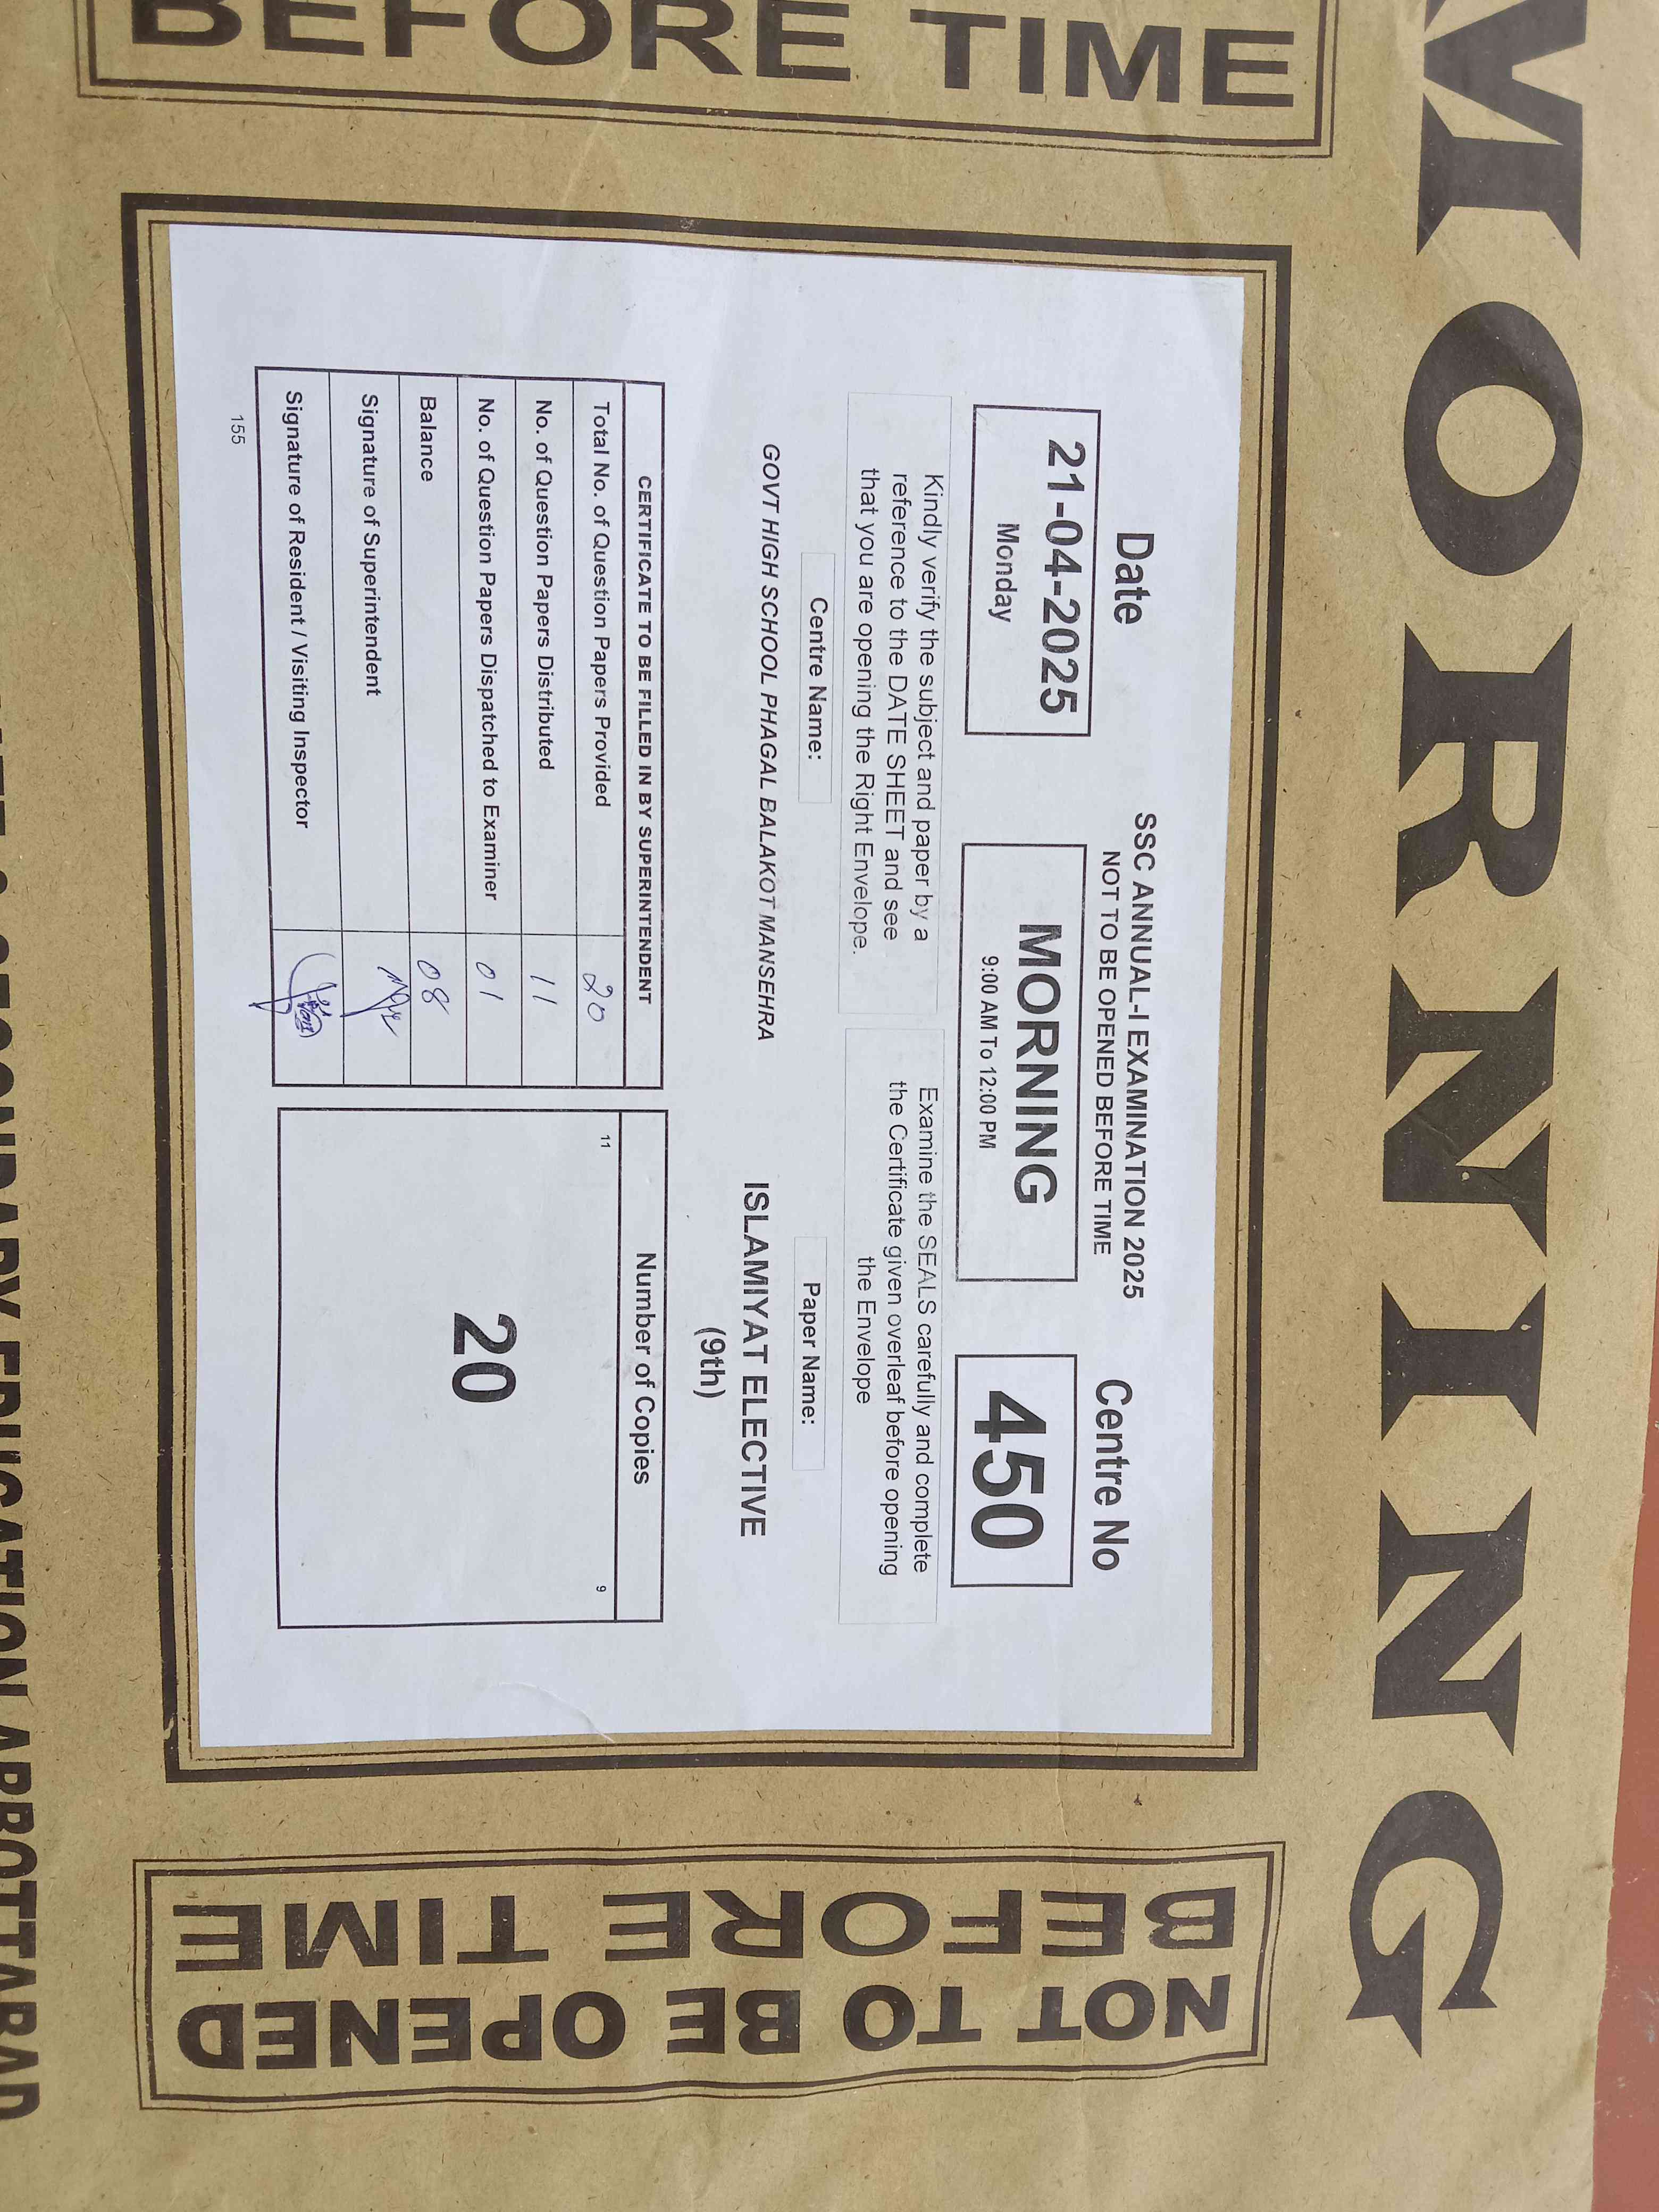 MORNING
BEFORE TIME
Date
21-04-2025
Monday
SSC ANNUAL-I EXAMINATION 2025
NOT TO BE OPENED BEFORE TIME
MORNING
9:00 AM To 12:00 PM
Centre No
450
Kindly verify the subject and paper by a
reference to the DATE SHEET and see
that you are opening the Right Envelope.
Examine the SEALS carefully and complete
the Certificate given overleaf before opening
the Envelope
Centre Name:
GOVT HIGH SCHOOL PHAGAL BALAKOT MANSEHRA
Paper Name:
ISLAMIYAT ELECTIVE
(9th)
CERTIFICATE TO BE FILLED IN BY SUPERINTENDENT
Total No. of Question Papers Provided 20
No. of Question Papers Distributed 11
No. of Question Papers Dispatched to Examiner 01
Balance 08
Signature of Superintendent
Signature of Resident / Visiting Inspector
Number of Copies
11 9
20
155
NOT TO BE OPENED
BEFORE TIME
SECONDARY EDUCATION ABBOTTABAD